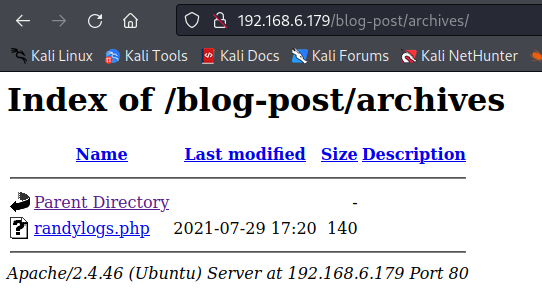 192.168.6.179/blog-post/archives/
Kali Linux Kali Tools Kali Docs Kali Forums Kali NetHunter
Index of /blog-post/archives
Name Last modified Size Description
Parent Directory -
randylogs.php 2021-07-29 17:20 140
Apache/2.4.46 (Ubuntu) Server at 192.168.6.179 Port 80